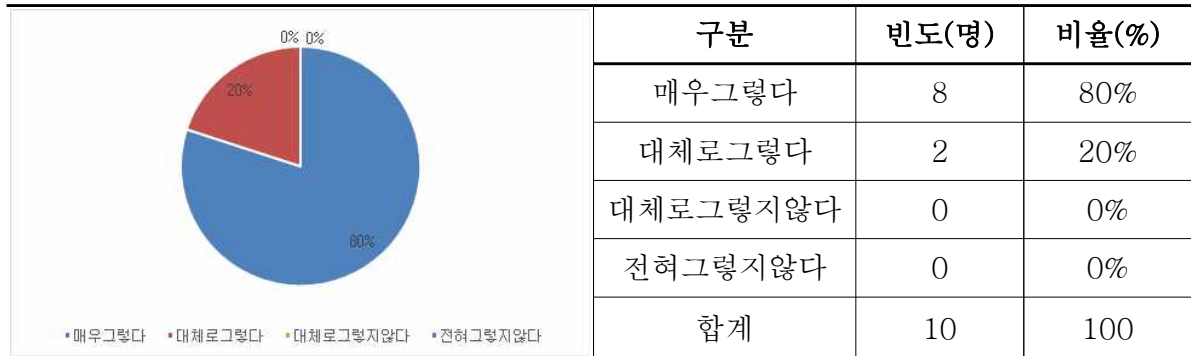 0% 0%
20%
80%
매우그렇다 대체로그렇다 대체로그렇지않다 전혀그렇지않다
구분 빈도(명) 비율(%)
매우그렇다 8 80%
대체로그렇다 2 20%
대체로그렇지않다 0 0%
전혀그렇지않다 0 0%
합계 10 100